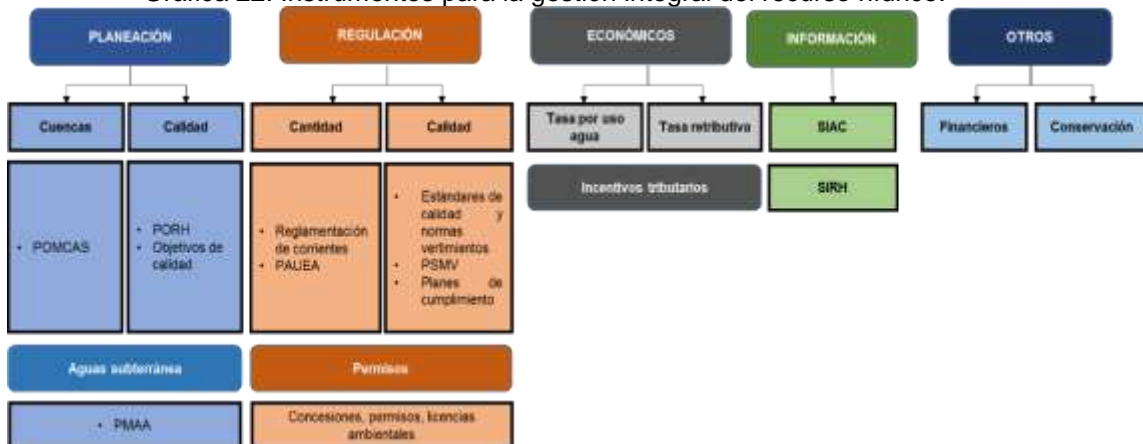 Gráfica 22. Instrumentos para la gestión integral del recurso hídrico.
PLANEACIÓN
REGULACIÓN
ECONÓMICOS
INFORMACIÓN
OTROS
Cuencas
Calidad
Cantidad
Calidad
Tasa por uso
agua
Tasa retributiva
SIAC
Financieros
Conservación
Incentivos tributarios
SIRH
• POMCAS
• PORH
• Objetivos de
calidad
• Reglamentación
de corrientes
• PAUEA
• Estándares de
calidad y
normas
vertimientos
• PSMV
• Planes de
cumplimiento
Aguas subterránea
Permisos
• PMAA
Concesiones, permisos, licencias
ambientales